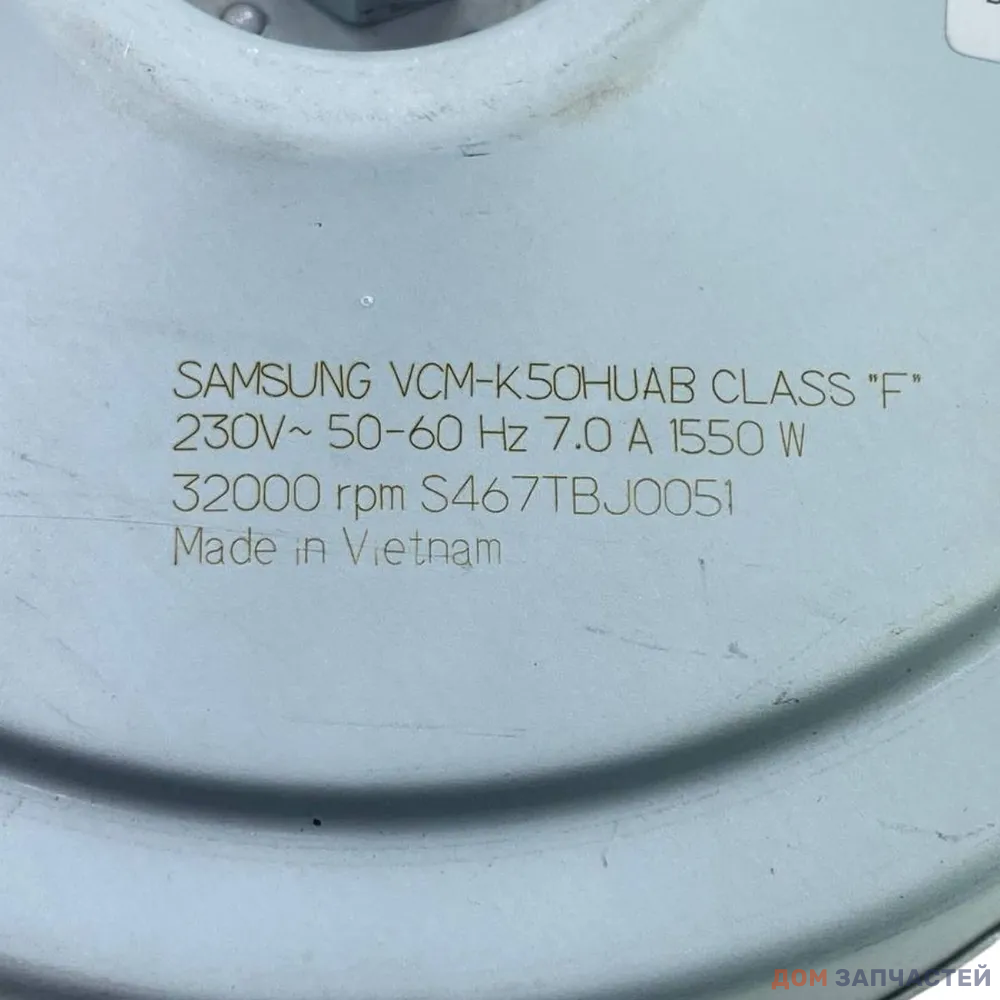 SAMSUNG VCM-K50HUAB CLASS "F"
230V~ 50-60 Hz 7.0 A 1550 W
32000 rpm S467TBJ0051
Made in Vietnam
ДОМ ЗАПЧАСТЕЙ